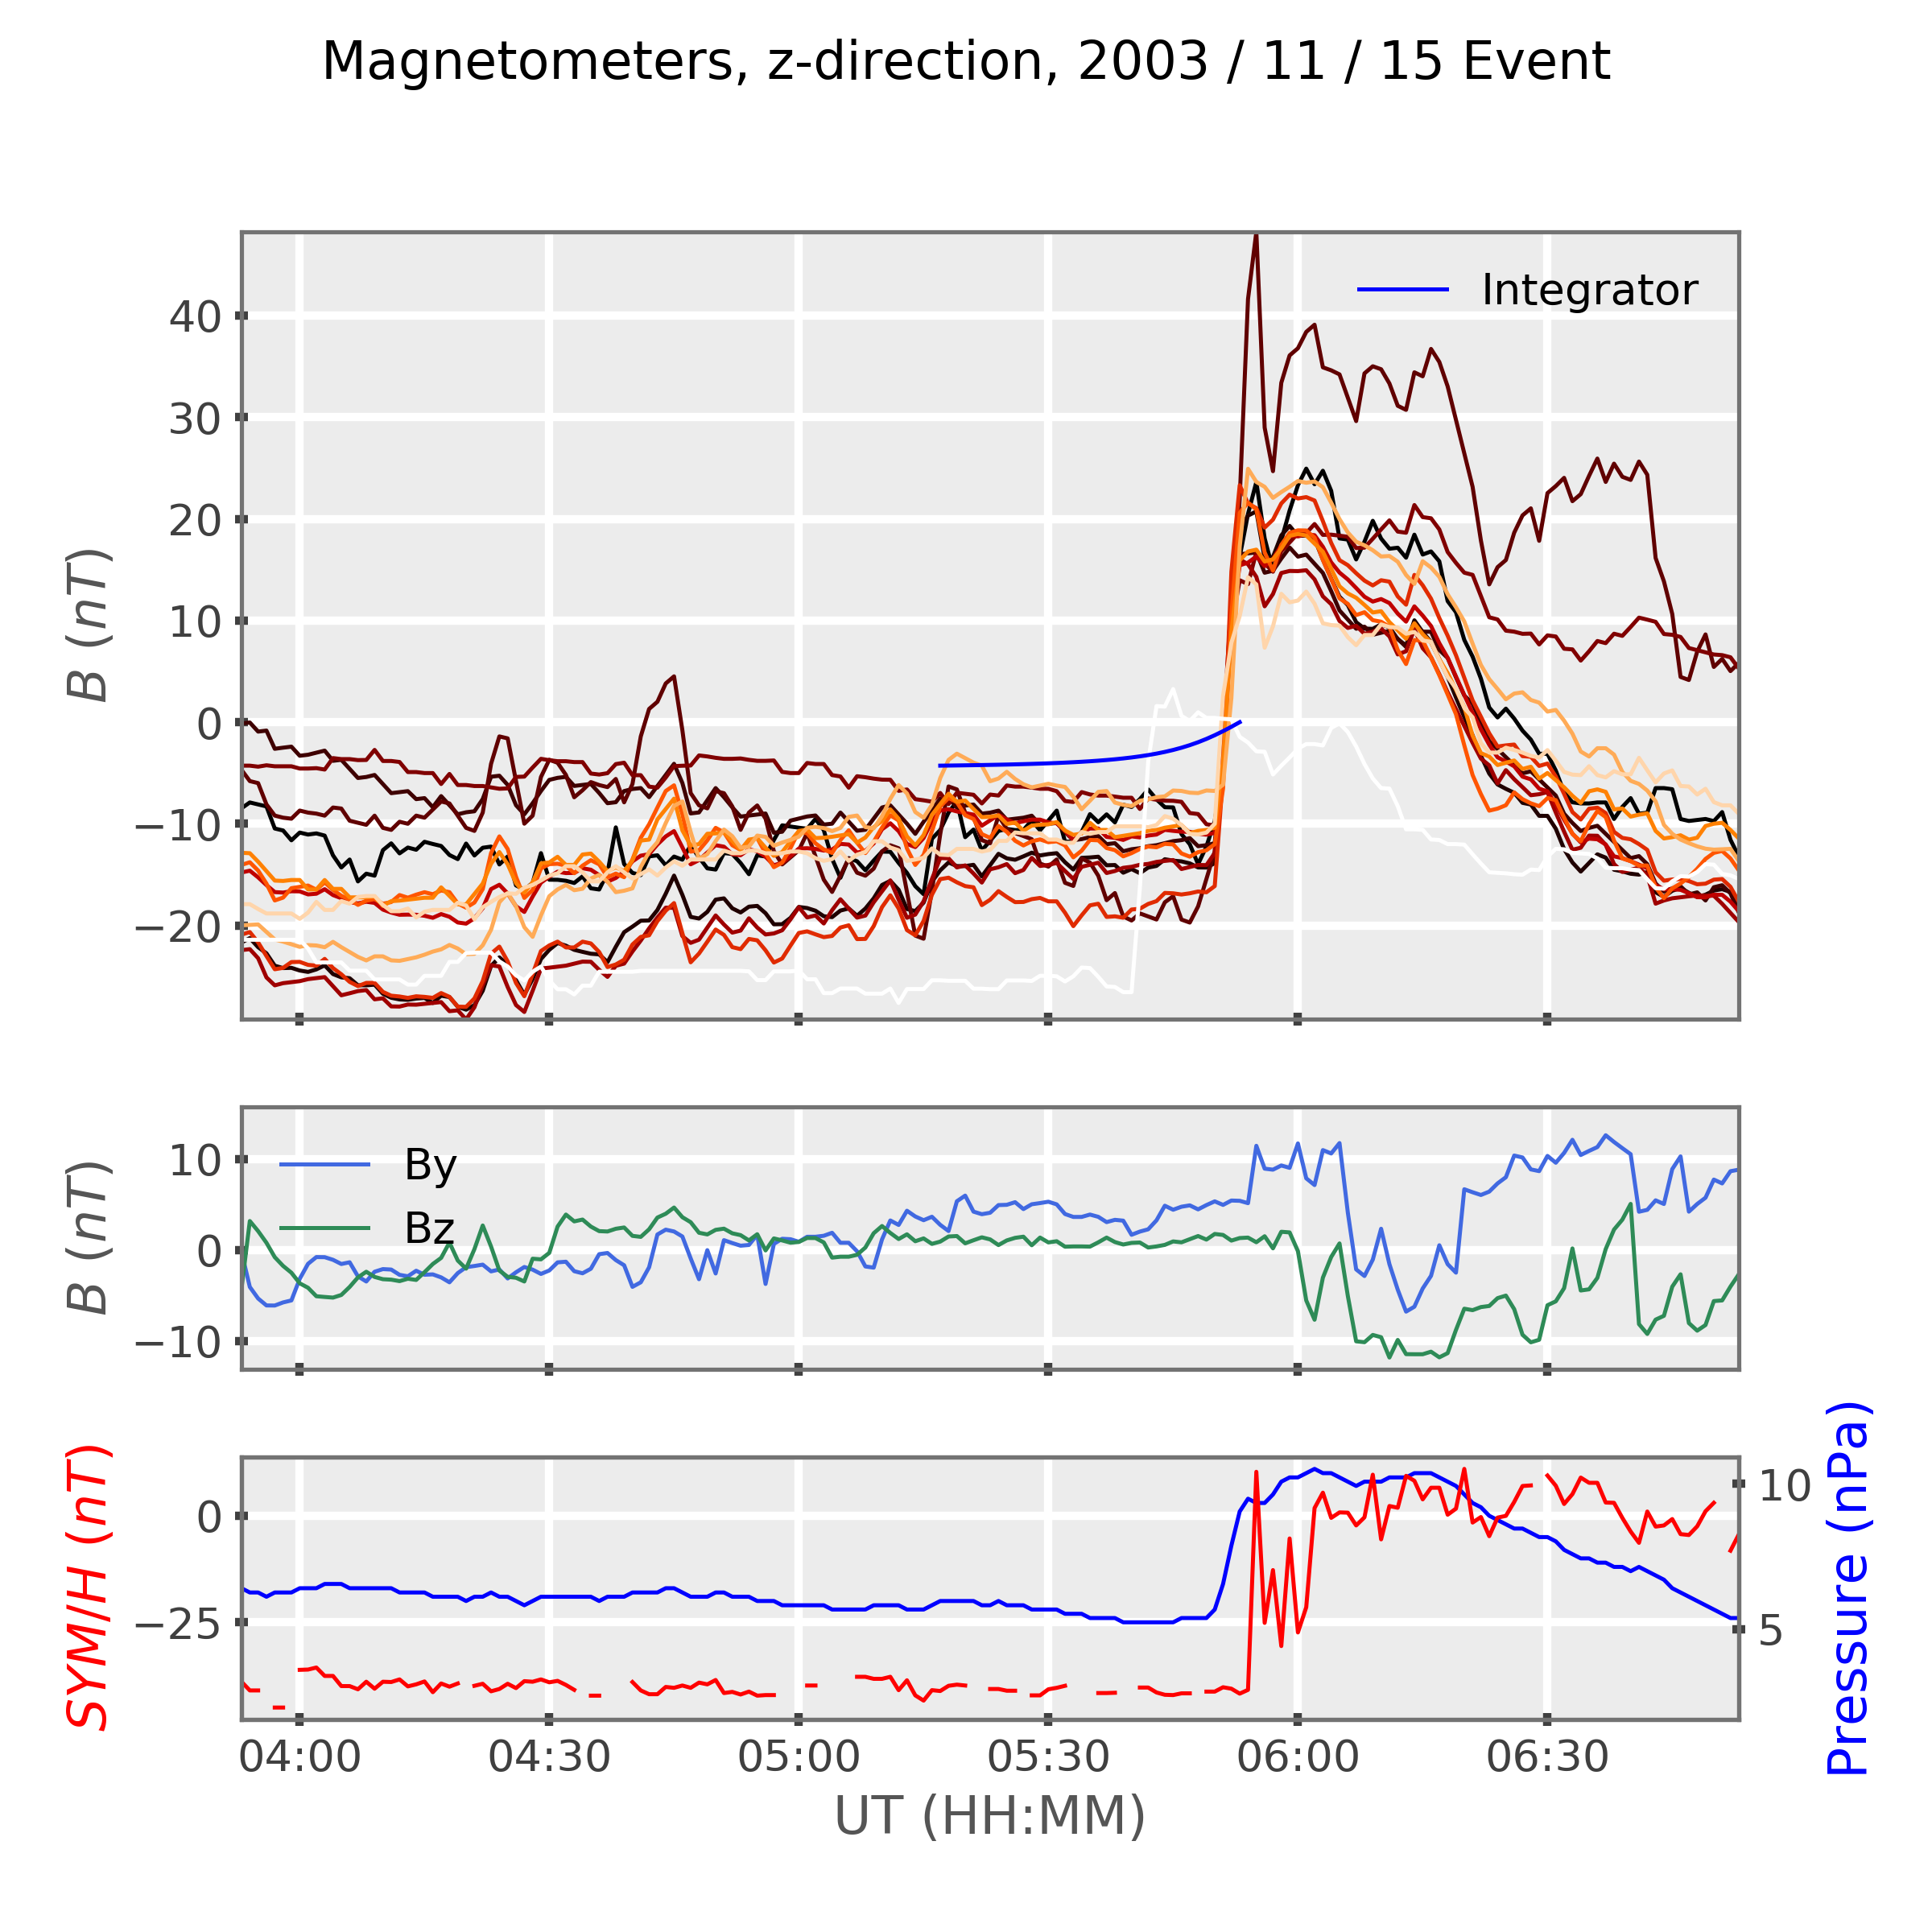 Magnetometers, z-direction, 2003 / 11 / 15 Event
B (nT)
40
30
20
10
0
−10
−20
Integrator
B (nT)
10
0
−10
By
Bz
SYM/H (nT)
0
−25
10
5
Pressure (nPa)
04:00 04:30 05:00 05:30 06:00 06:30
UT (HH:MM)